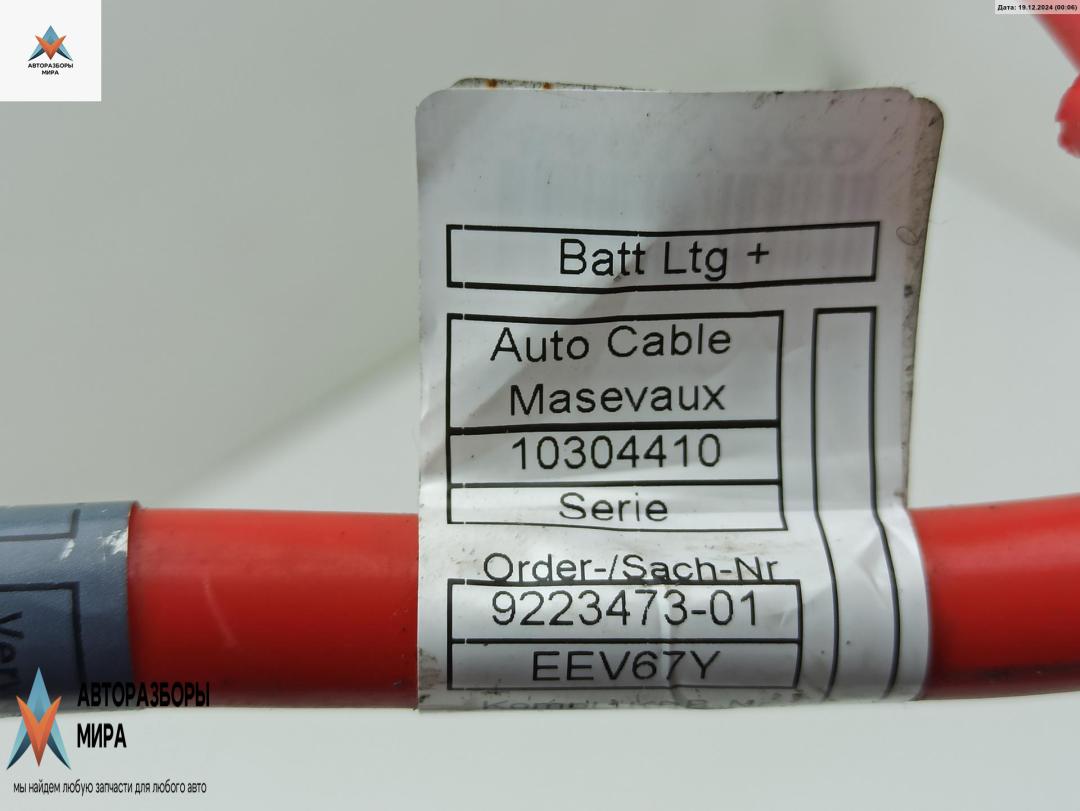 Дата: 19.12.2024 (00:06)
АВТОРАЗБОРЫ
МИРА
Batt Ltg +
Auto Cable
Masevaux
10304410
Serie
Order-/Sach-Nr
9223473-01
EEV67Y
АВТОРАЗБОРЫ
МИРА
мы найдем любую запчасти для любого авто